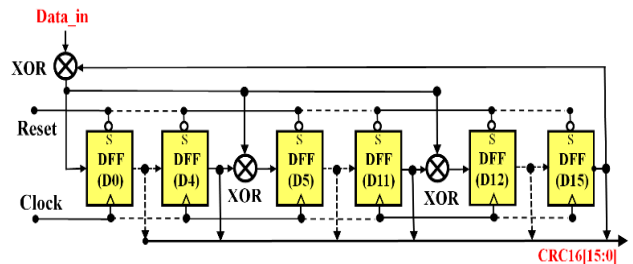 Data_in
XOR
Reset
S S S S S S
DFF DFF DFF DFF DFF DFF
(D0) (D4) (D5) (D11) (D12) (D15)
XOR XOR
Clock
CRC16[15:0]